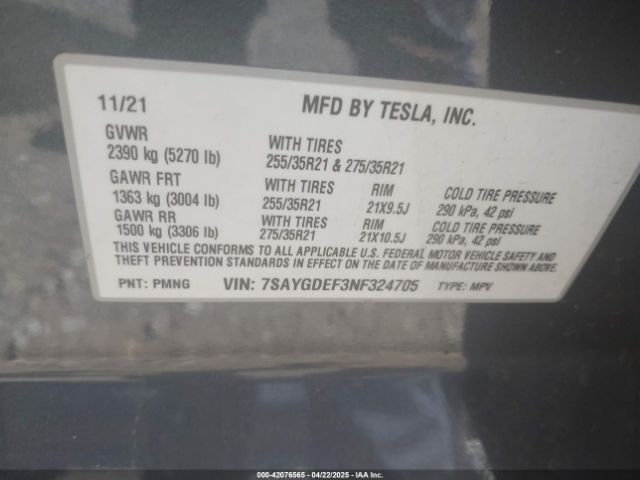 11/21 MFD BY TESLA, INC.
GVWR
2390 kg (5270 lb) WITH TIRES
255/35R21 & 275/35R21
GAWR FRT
1363 kg (3004 lb) WITH TIRES RIM COLD TIRE PRESSURE
255/35R21 21X9.5J 290 kPa, 42 psi
GAWR RR
1500 kg (3306 lb) WITH TIRES RIM COLD TIRE PRESSURE
275/35R21 21X10.5J 290 kPa, 42 psi
THIS VEHICLE CONFORMS TO ALL APPLICABLE U.S. FEDERAL MOTOR VEHICLE SAFETY AND
THEFT PREVENTION STANDARDS IN EFFECT ON THE DATE OF MANUFACTURE SHOWN ABOVE.
PNT: PMNG VIN: 7SAYGDEF3NF324705 TYPE: MPV
000-42076565 - 04/22/2025 - IAA Inc.